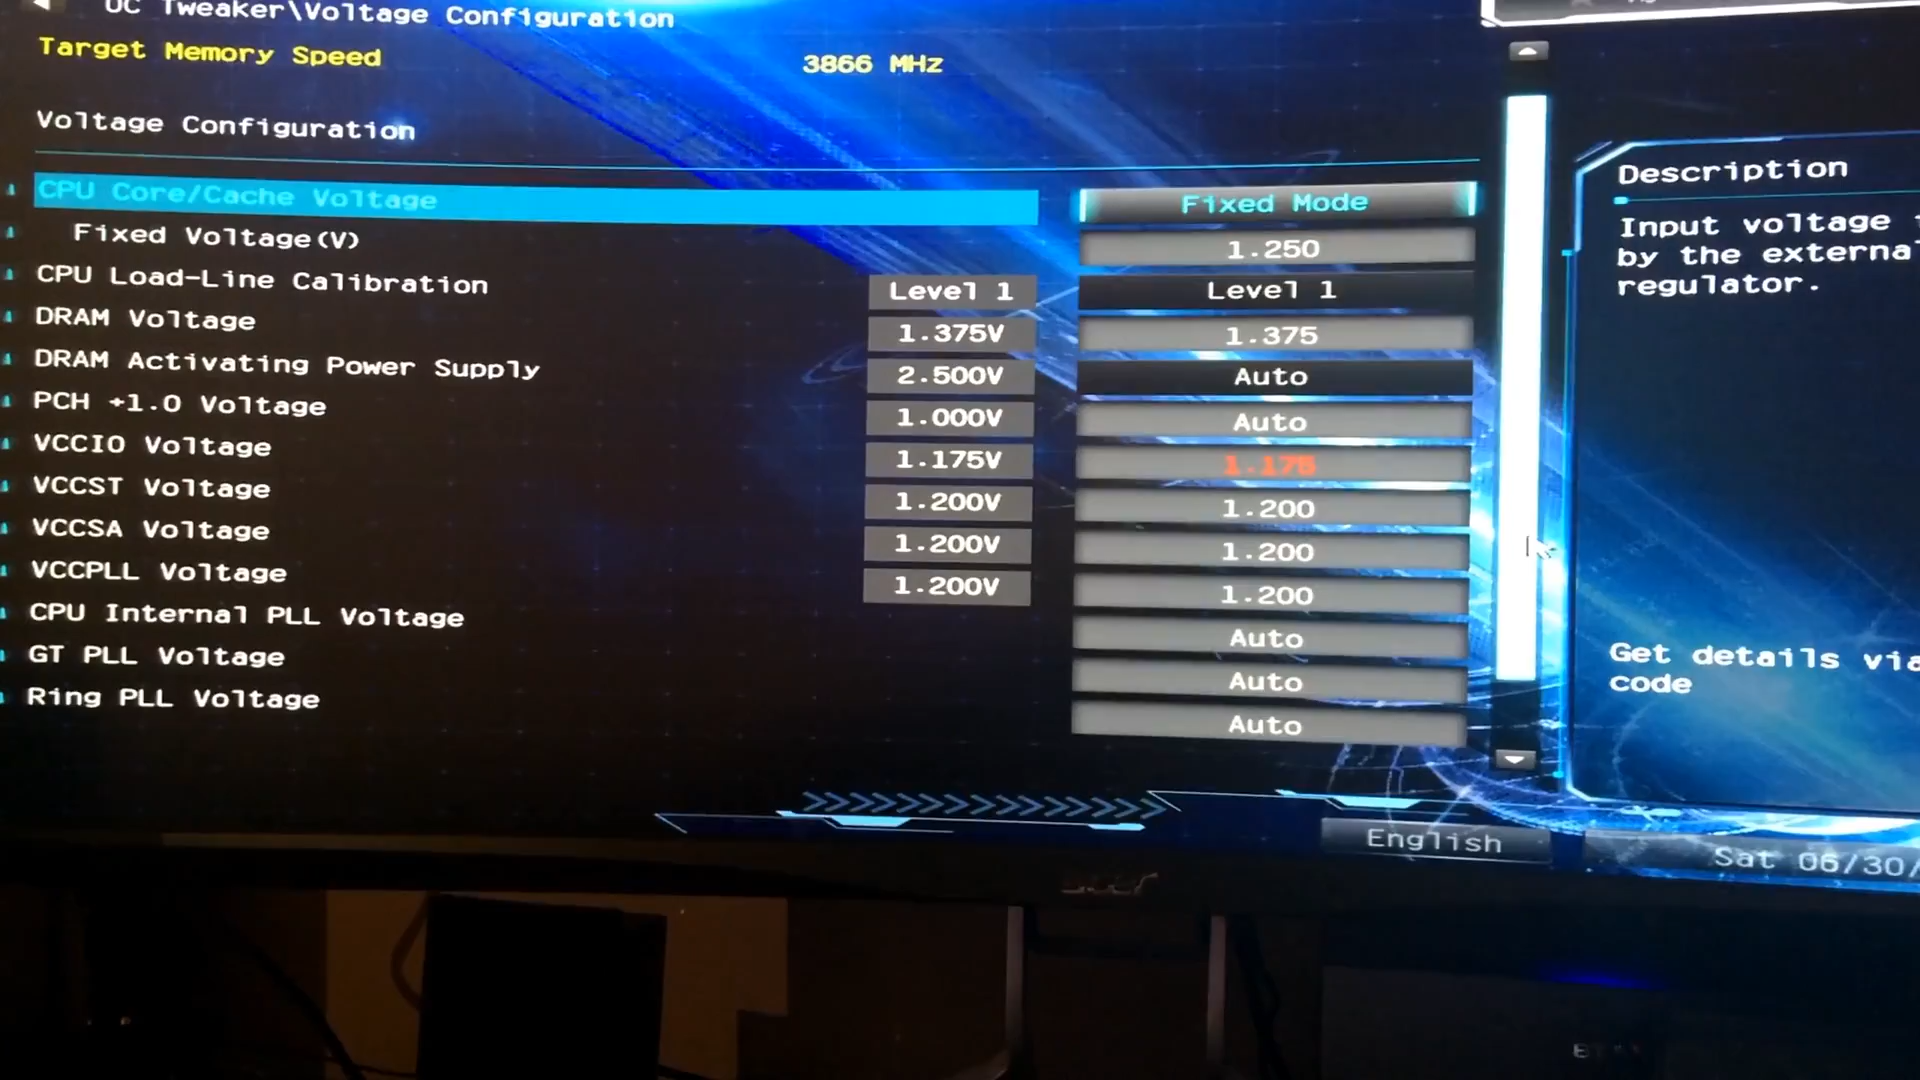 OC Tweaker\Voltage Configuration
Target Memory Speed 3866 MHz
Voltage Configuration
CPU Core/Cache Voltage Fixed Mode
Fixed Voltage(V) 1.250
CPU Load-Line Calibration Level 1 Level 1
DRAM Voltage 1.375V 1.375
DRAM Activating Power Supply 2.500V Auto
PCH +1.0 Voltage 1.000V Auto
VCCIO Voltage 1.175V 1.175
VCCST Voltage 1.200V 1.200
VCCSA Voltage 1.200V 1.200
VCCPLL Voltage 1.200V 1.200
CPU Internal PLL Voltage Auto
GT PLL Voltage Auto
Ring PLL Voltage Auto
Description
Input voltage
by the externa
regulator.
Get details via
code
English
Sat 06/30/
acer